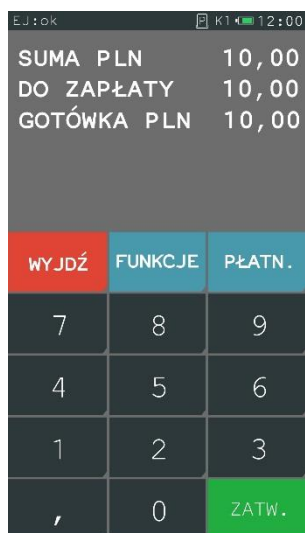 EJ:ok P K1 12:00
SUMA PLN 10,00
DO ZAPŁATY 10,00
GOTÓWKA PLN 10,00
WYJDŹ FUNKCJE PŁATN.
7 8 9
4 5 6
1 2 3
, 0 ZATW.